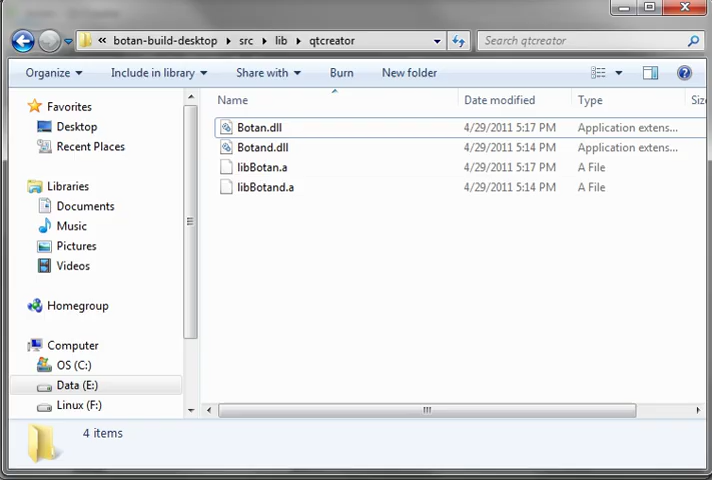 « botan-build-desktop ▸ src ▸ lib ▸ qtcreator
Search qtcreator
Organize Include in library Share with Burn New folder
Name Date modified Type Siz
Favorites
Desktop
Recent Places
Libraries
Documents
Music
Pictures
Videos
Homegroup
Computer
OS (C:)
Data (E:)
Linux (F:)
Botan.dll 4/29/2011 5:17 PM Application extens...
Botand.dll 4/29/2011 5:14 PM Application extens...
libBotan.a 4/29/2011 5:17 PM A File
libBotand.a 4/29/2011 5:14 PM A File
4 items